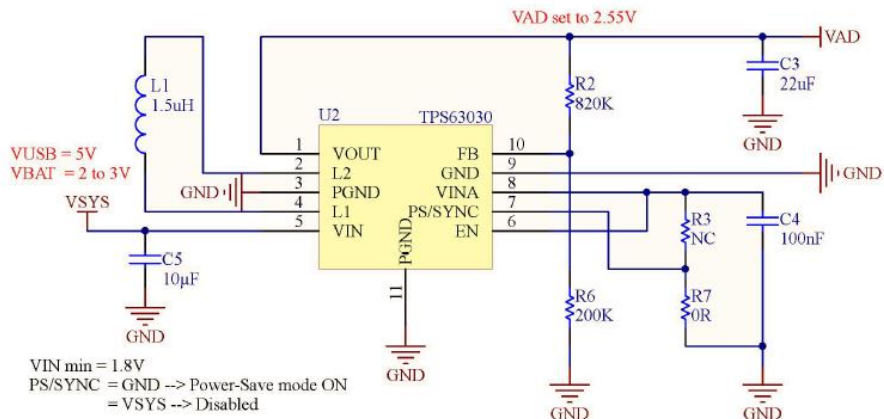 VAD set to 2.55V
VAD
L1
1.5uH
R2
820K
C3
22uF
GND
U2
TPS63030
1
VOUT
FB
10
2
L2
GND
9
GND
GND
3
PGND
VINA
8
4
L1
PS/SYNC
7
5
VIN
EN
6
PGND
11
GND
VUSB = 5V
VBAT = 2 to 3V
VSYS
C5
10µF
GND
R3
NC
C4
100nF
R6
200K
R7
0R
GND
GND
VIN min = 1.8V
PS/SYNC = GND --> Power-Save mode ON
= VSYS --> Disabled